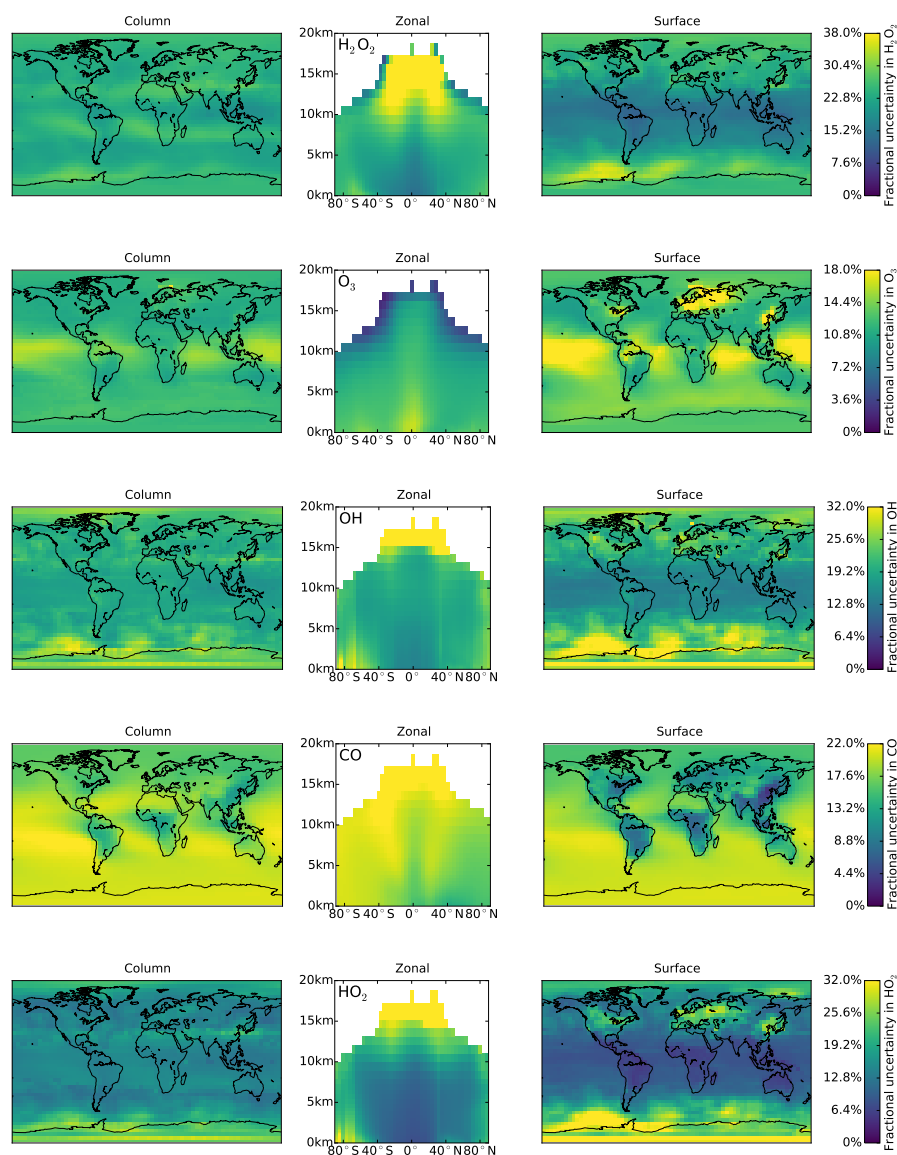 Column Zonal Surface
20km H₂O₂ 38.0%
15km 30.4%
10km 22.8%
5km 15.2%
7.6%
0km 0%
80°S 40°S 0° 40°N 80°N
Fractional uncertainty in H₂O₂
Column Zonal Surface
20km O₃ 18.0%
15km 14.4%
10km 10.8%
5km 7.2%
3.6%
0km 0%
80°S 40°S 0° 40°N 80°N
Fractional uncertainty in O₃
Column Zonal Surface
20km OH 32.0%
15km 25.6%
10km 19.2%
5km 12.8%
6.4%
0km 0%
80°S 40°S 0° 40°N 80°N
Fractional uncertainty in OH
Column Zonal Surface
20km CO 22.0%
15km 17.6%
10km 13.2%
5km 8.8%
4.4%
0km 0%
80°S 40°S 0° 40°N 80°N
Fractional uncertainty in CO
Column Zonal Surface
20km HO₂ 32.0%
15km 25.6%
10km 19.2%
5km 12.8%
6.4%
0km 0%
80°S 40°S 0° 40°N 80°N
Fractional uncertainty in HO₂